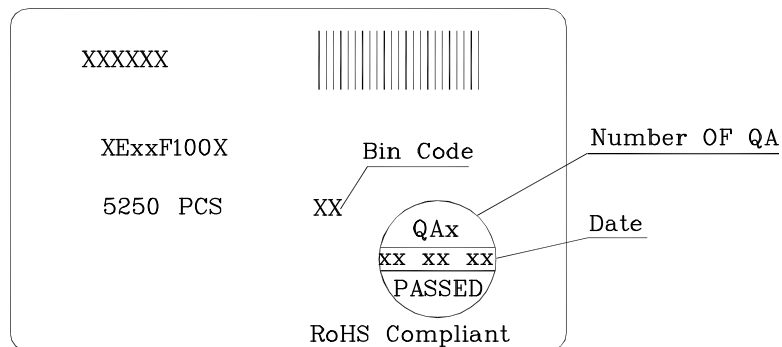 XXXXXX
XExxF100X
Bin Code
Number OF QA
5250 PCS
XX
QAx
Date
xx xx xx
PASSED
RoHS Compliant